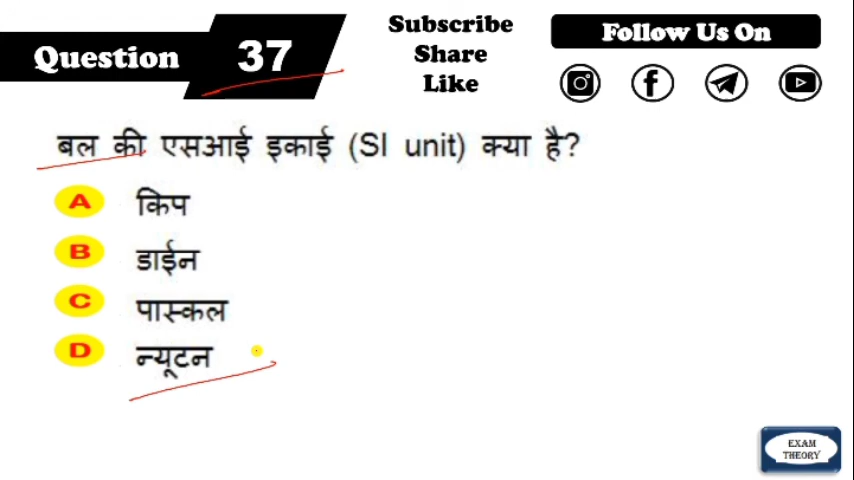 Question 37
Subscribe
Share
Like
Follow Us On
बल की एसआई इकाई (SI unit) क्या है?
A किप
B डाईन
C पास्कल
D न्यूटन
EXAM
THEORY